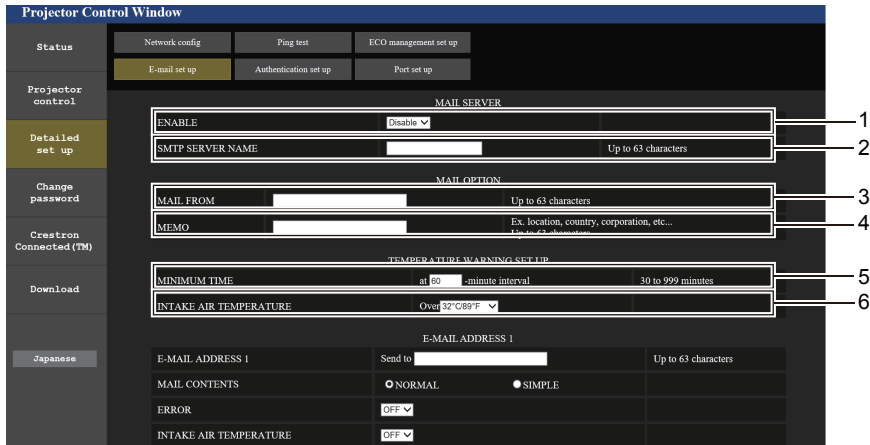 Projector Control Window
Status
Projector
control
Detailed
set up
Change
password
Crestron
Connected(TM)
Download
Japanese
Network config Ping test ECO management set up
E-mail set up Authentication set up Port set up
MAIL SERVER
ENABLE Disable 1
SMTP SERVER NAME Up to 63 characters 2
MAIL OPTION
MAIL FROM Up to 63 characters 3
MEMO Ex. location, country, corporation, etc... 4
Up to 63 characters
TEMPERATURE WARNING SET UP
MINIMUM TIME at 60 -minute interval 30 to 999 minutes 5
INTAKE AIR TEMPERATURE Over 32°C/89°F 6
E-MAIL ADDRESS 1
E-MAIL ADDRESS 1 Send to Up to 63 characters
MAIL CONTENTS NORMAL SIMPLE
ERROR OFF
INTAKE AIR TEMPERATURE OFF